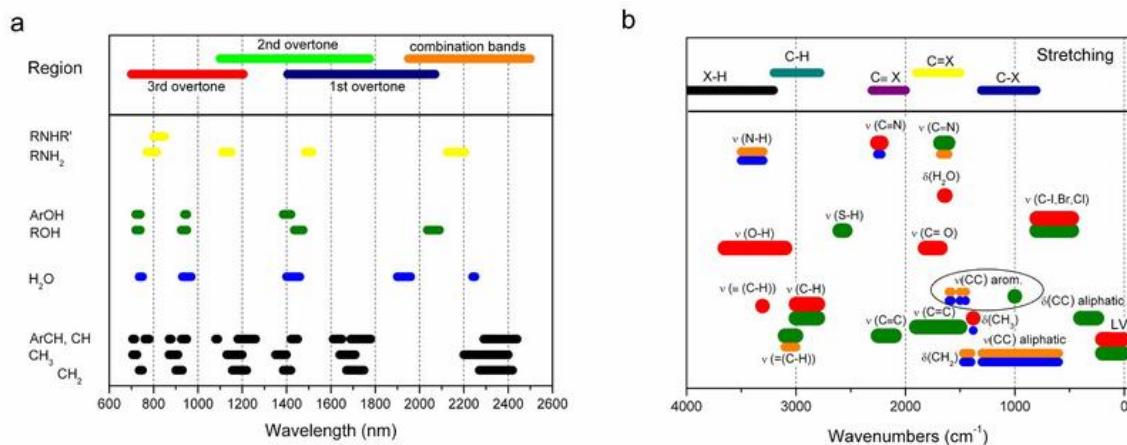 a
Region
2nd overtone
combination bands
3rd overtone
1st overtone
RNHR'
RNH2
ArOH
ROH
H2O
ArCH, CH
CH3
CH2
600 800 1000 1200 1400 1600 1800 2000 2200 2400 2600
Wavelength (nm)
b
Stretching
C-H
C=X
X-H
C≡ X
C-X
ν (N-H)
ν (C≡N)
ν (C=N)
δ(H2O)
ν (C-I,Br,Cl)
ν (S-H)
ν (O-H)
ν (C= O)
ν(CC) arom.
ν (≡ (C-H))
ν (C-H)
δ(CC) aliphatic
ν (C≡C)
ν (C=C)
δ(CH3)
LV
ν(CC) aliphatic
ν (=(C-H))
δ(CH2)
4000 3000 2000 1000 0
Wavenumbers (cm-1)